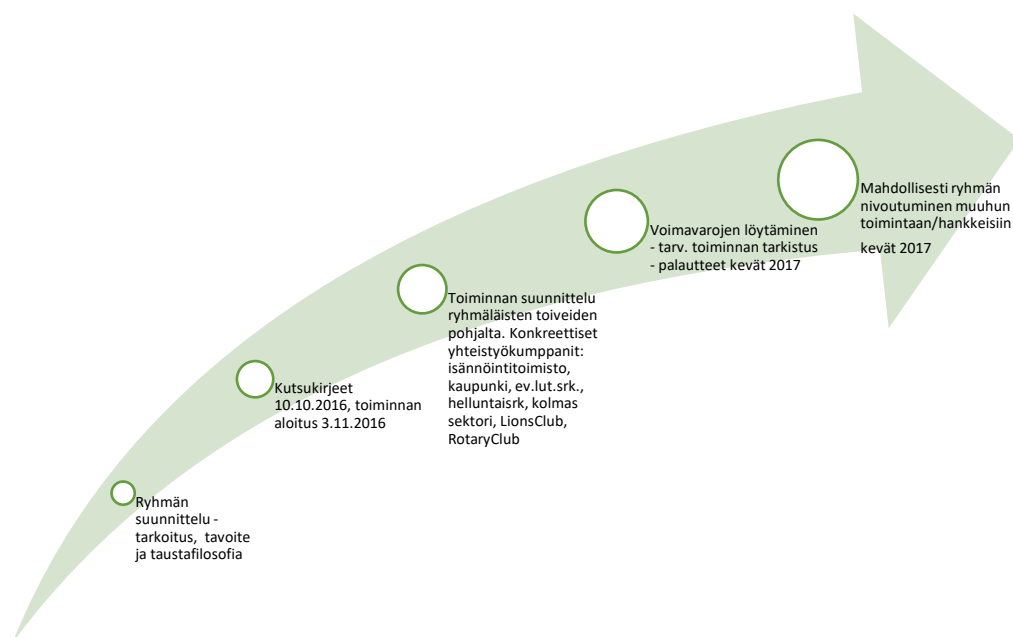 Ryhmän
suunnittelu -
tarkoitus, tavoite
ja taustafilosofia
Kutsukirjeet
10.10.2016, toiminnan
aloitus 3.11.2016
Toiminnan suunnittelu
ryhmäläisten toiveiden
pohjalta. Konkreettiset
yhteistyökumppanit:
isännöintitoimisto,
kaupunki, ev.lut.srk.,
helluntaisrk, kolmas
sektori, LionsClub,
RotaryClub
Voimavarojen löytäminen
- tarv. toiminnan tarkistus
- palautteet kevät 2017
Mahdollisesti ryhmän
nivoutuminen muuhun
toimintaan/hankkeisiin
kevät 2017